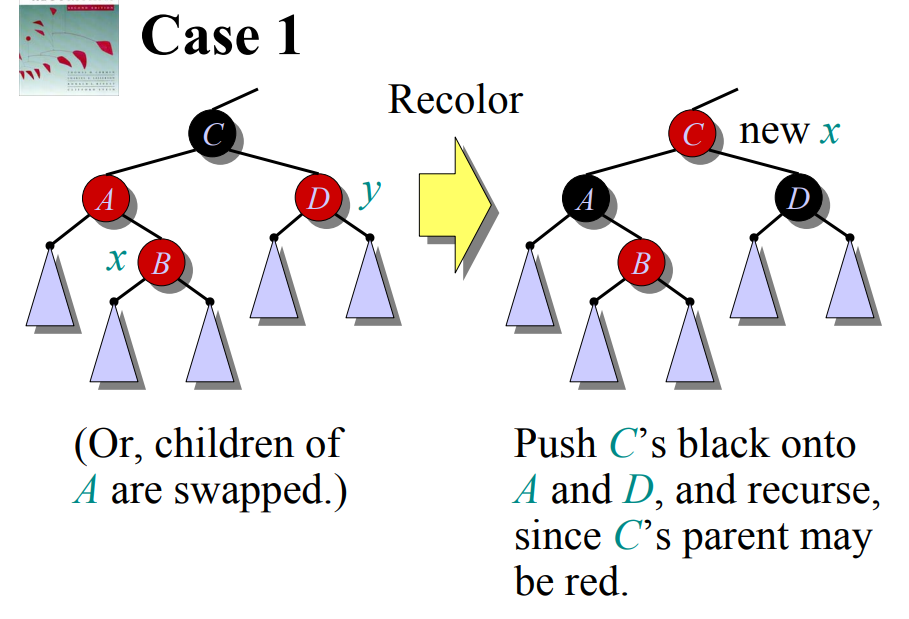 Case 1
Recolor
C
A
D
y
x
B
C
new x
A
D
B
(Or, children of
A are swapped.)
Push C’s black onto
A and D, and recurse,
since C’s parent may
be red.